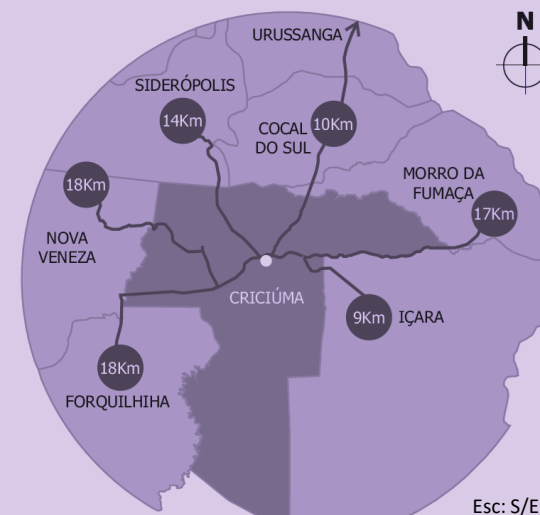 N
URUSSANGA
SIDERÓPOLIS
14Km
10Km
COCAL
DO SUL
MORRO DA
FUMAÇA
18Km
17Km
NOVA
VENEZA
CRICIÚMA
9Km
IÇARA
18Km
FORQUILHIHA
Esc: S/E